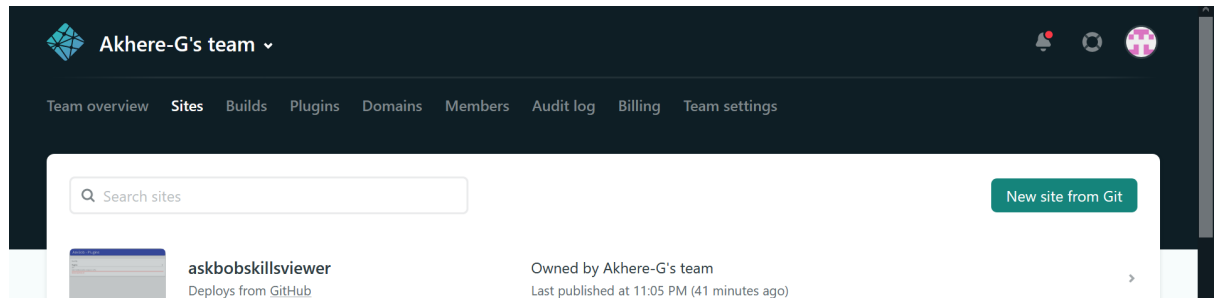 Akhere-G's team
Team overview Sites Builds Plugins Domains Members Audit log Billing Team settings
Search sites New site from Git
askbobskillsviewer Owned by Akhere-G's team
Deploys from GitHub Last published at 11:05 PM (41 minutes ago)